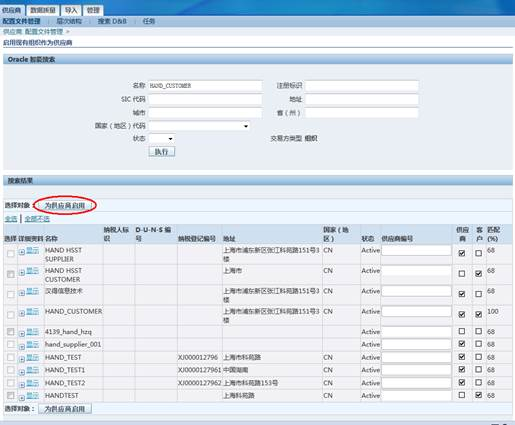 供应商 数据质量 导入 管理
配置文件管理 | 层次结构 | 搜索 D&B | 任务
供应商: 配置文件管理 >
启用现有组织作为供应商
Oracle 智能搜索
名称 HAND_CUSTOMER 注册标识
SIC 代码 地址
城市 省（州）
国家（地区）代码
状态 交易方类型 组织
执行
搜索结果
选择对象： 为供应商启用
全选 | 全部不选
选择 详细资料 名称 纳税人标识 D-U-N-S 编号 纳税登记编号 地址 国家（地区） 状态 供应商编号 供应商 客户 匹配(%)
显示 HAND HSST SUPPLIER 上海市浦东新区张江科苑路151号3楼 CN Active 68
显示 HAND HSST CUSTOMER 上海市 CN Active 68
显示 汉得信息技术 上海市浦东新区张江科苑路151号3楼 CN Active 68
显示 HAND_CUSTOMER 上海市浦东新区张江科苑路151号3楼 CN Active 100
显示 4139_hand_hzq Active 68
显示 hand_supplier_001 Active 68
显示 HAND_TEST XJ000012796 上海市科苑路 CN Active 68
显示 HAND_TEST1 XJ0000127961 中国湖南 CN Active 68
显示 HAND_TEST2 XJ0000127962 上海市科苑路153号 CN Active 68
显示 HANDTEST 上海科苑路 CN Active 68
选择对象： 为供应商启用